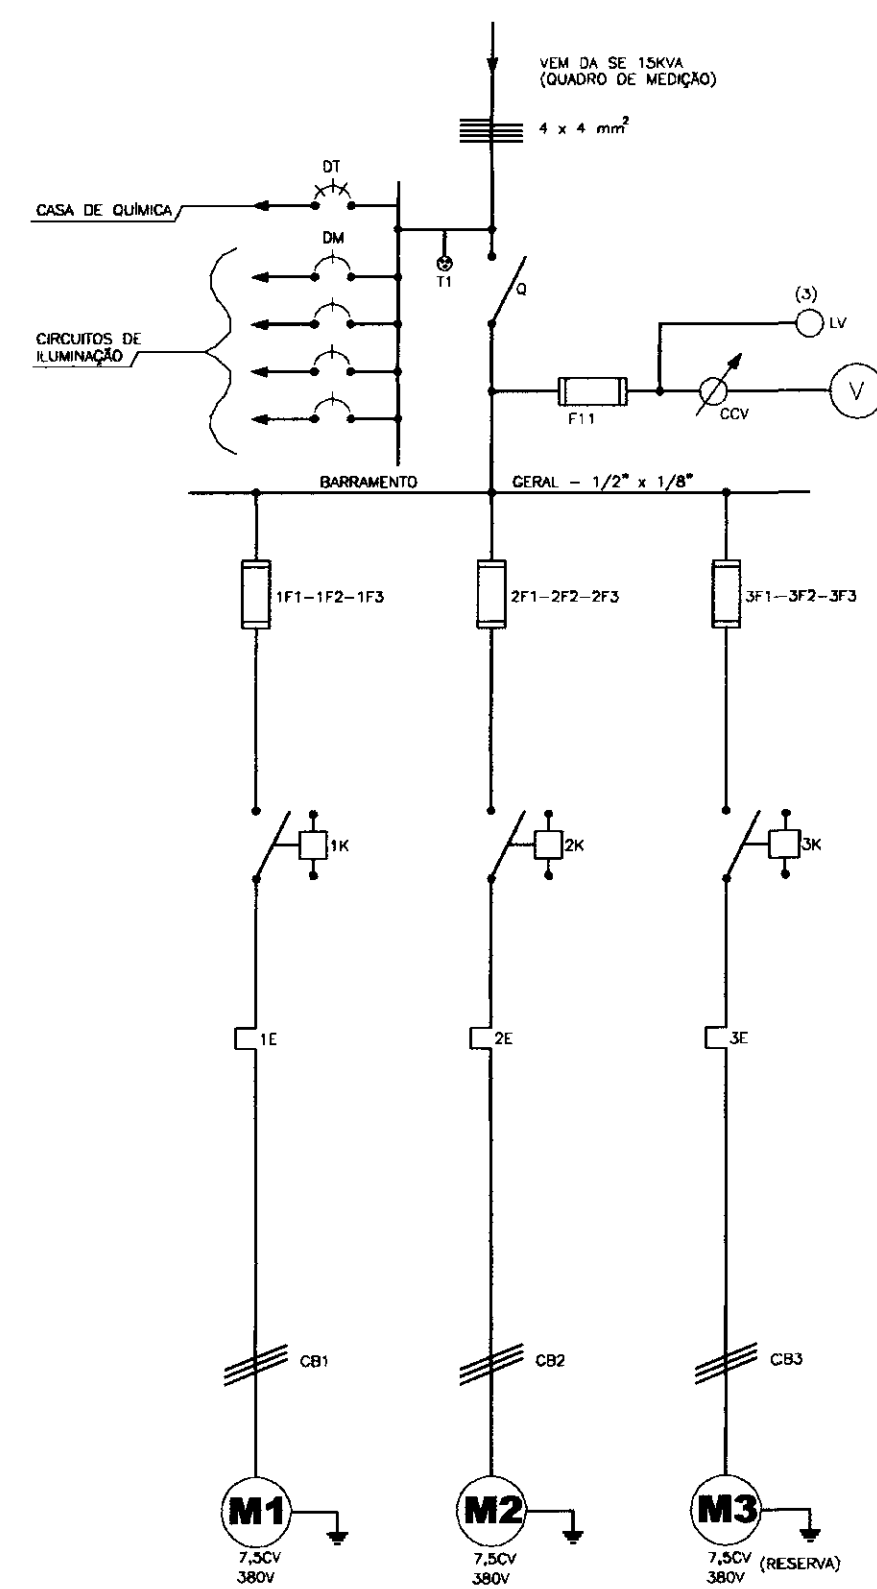 VEM DA SE 15KVA
(QUADRO DE MEDIÇÃO)
4 x 4 mm²
DT
CASA DE QUÍMICA
DM
T1
Q
(3)
LV
CIRCUITOS DE
ILUMINAÇÃO
F11
CCV
V
BARRAMENTO GERAL - 1/2" x 1/8"
1F1-1F2-1F3
2F1-2F2-2F3
3F1-3F2-3F3
1K
2K
3K
1E
2E
3E
CB1
CB2
CB3
M1
M2
M3
7,5CV
380V
7,5CV
380V
7,5CV (RESERVA)
380V